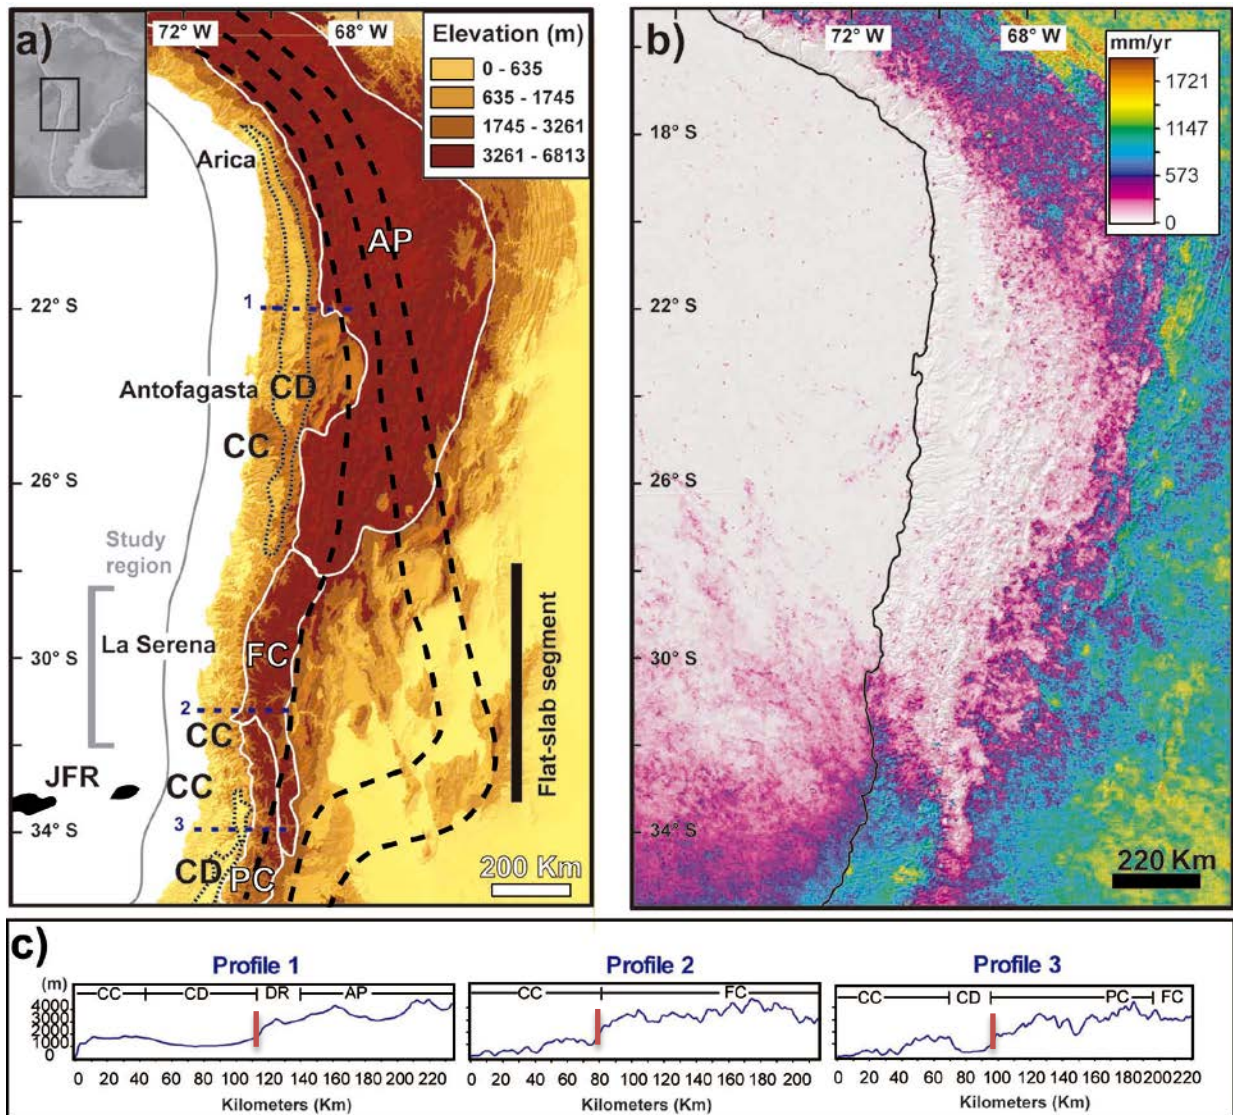 a)
72° W
68° W
Elevation (m)
0 - 635
635 - 1745
1745 - 3261
3261 - 6813
Arica
AP
1
22° S
Antofagasta
CD
CC
26° S
Study
region
La Serena
30° S
FC
Flat-slab segment
2
CC
JFR
CC
3
34° S
CD
PC
200 Km
b)
72° W
68° W
mm/yr
1721
1147
573
0
18° S
22° S
26° S
30° S
34° S
220 Km
c)
Profile 1
(m)
4000
3000
2000
1000
0
CC
CD
DR
AP
0 20 40 60 80 100 120 140 160 180 200 220
Kilometers (Km)
Profile 2
CC
FC
0 10 20 30 40 50 60 70 80 90 100 120 140 160 180 200
Kilometers (Km)
Profile 3
CC
CD
PC
FC
0 20 40 60 80 100 120 140 160 180 200 220
Kilometers (Km)